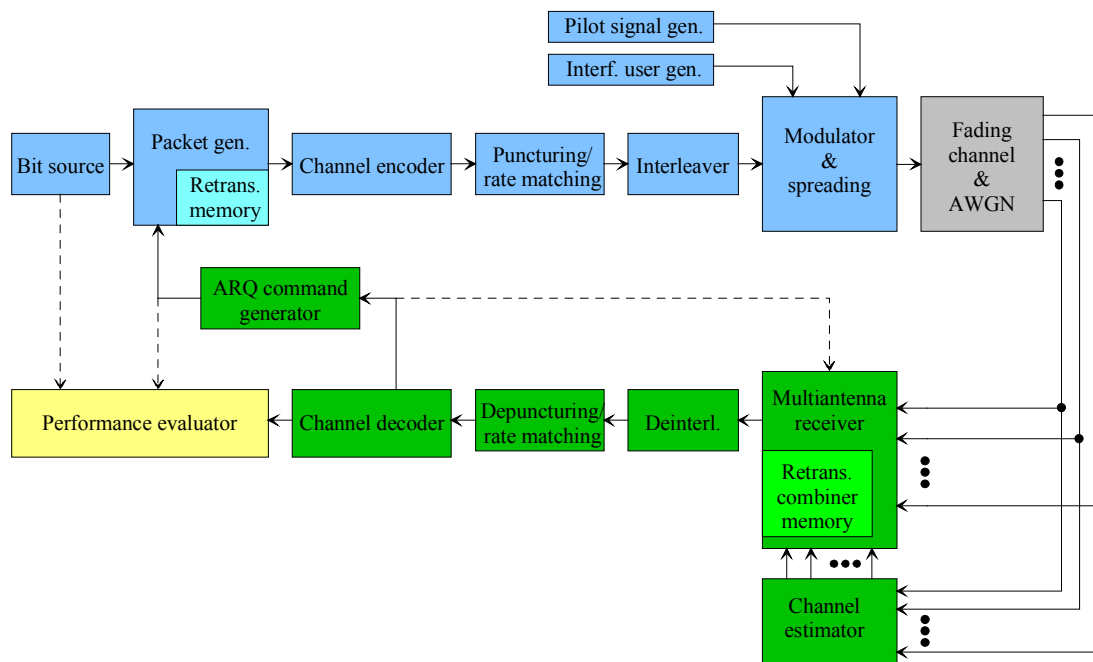 Pilot signal gen.
Interf. user gen.
Bit source
Packet gen.
Retrans.
memory
Channel encoder
Puncturing/
rate matching
Interleaver
Modulator
&
spreading
Fading
channel
&
AWGN
ARQ command
generator
Performance evaluator
Channel decoder
Depuncturing/
rate matching
Deinterl.
Multiantenna
receiver
Retrans.
combiner
memory
Channel
estimator